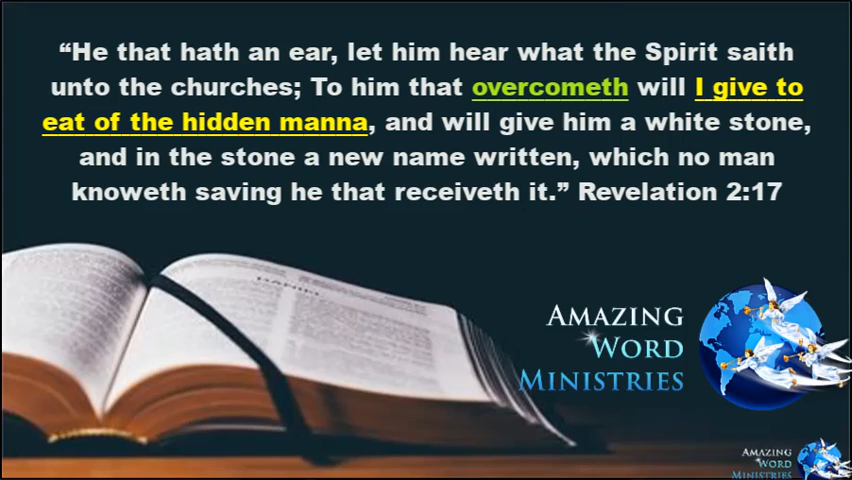 “He that hath an ear, let him hear what the Spirit saith
unto the churches; To him that overcometh will I give to
eat of the hidden manna, and will give him a white stone,
and in the stone a new name written, which no man
knoweth saving he that receiveth it.” Revelation 2:17
DANIEL
AMAZING
WORD
MINISTRIES
AMAZING
WORD
MINISTRIES